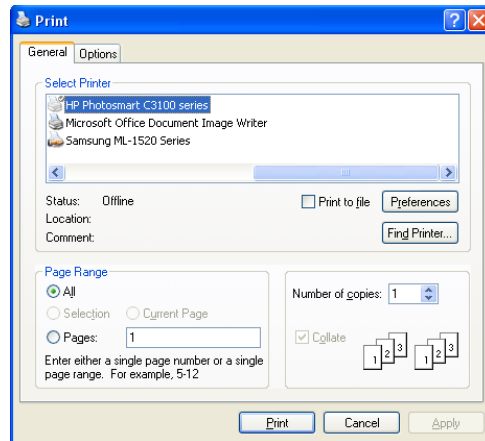 Print
General Options
Select Printer
HP Photosmart C3100 series
Microsoft Office Document Image Writer
Samsung ML-1520 Series
Status: Offline
Print to file
Preferences
Location:
Comment:
Find Printer...
Page Range
All
Selection
Current Page
Pages: 1
Enter either a single page number or a single
page range. For example, 5-12
Number of copies: 1
Collate
1 2 3 1 2 3
Print Cancel Apply